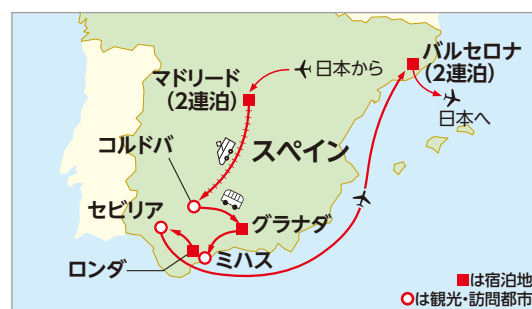 日本から
バルセロナ
(2連泊)
日本へ
マドリード
(2連泊)
スペイン
コルドバ
セビリア
グラナダ
ロンダ
ミハス
は宿泊地
は観光・訪問都市